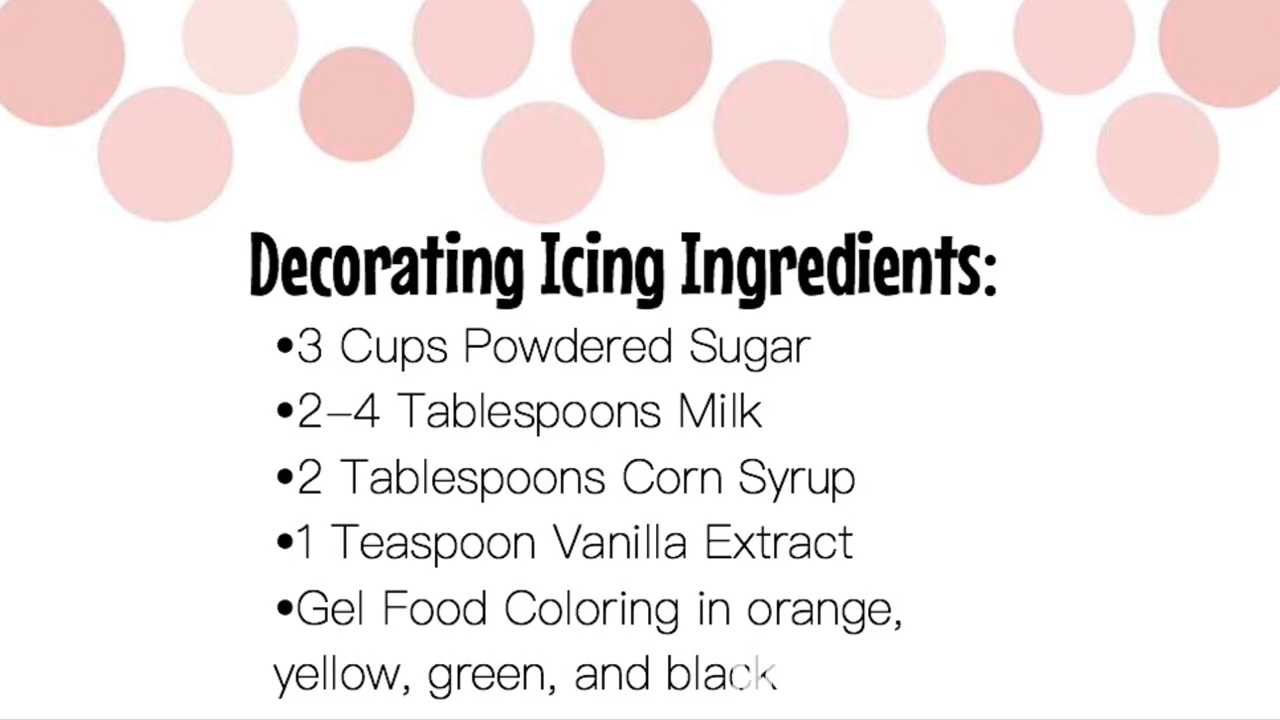 Decorating Icing Ingredients:
•3 Cups Powdered Sugar
•2–4 Tablespoons Milk
•2 Tablespoons Corn Syrup
•1 Teaspoon Vanilla Extract
•Gel Food Coloring in orange,
yellow, green, and black